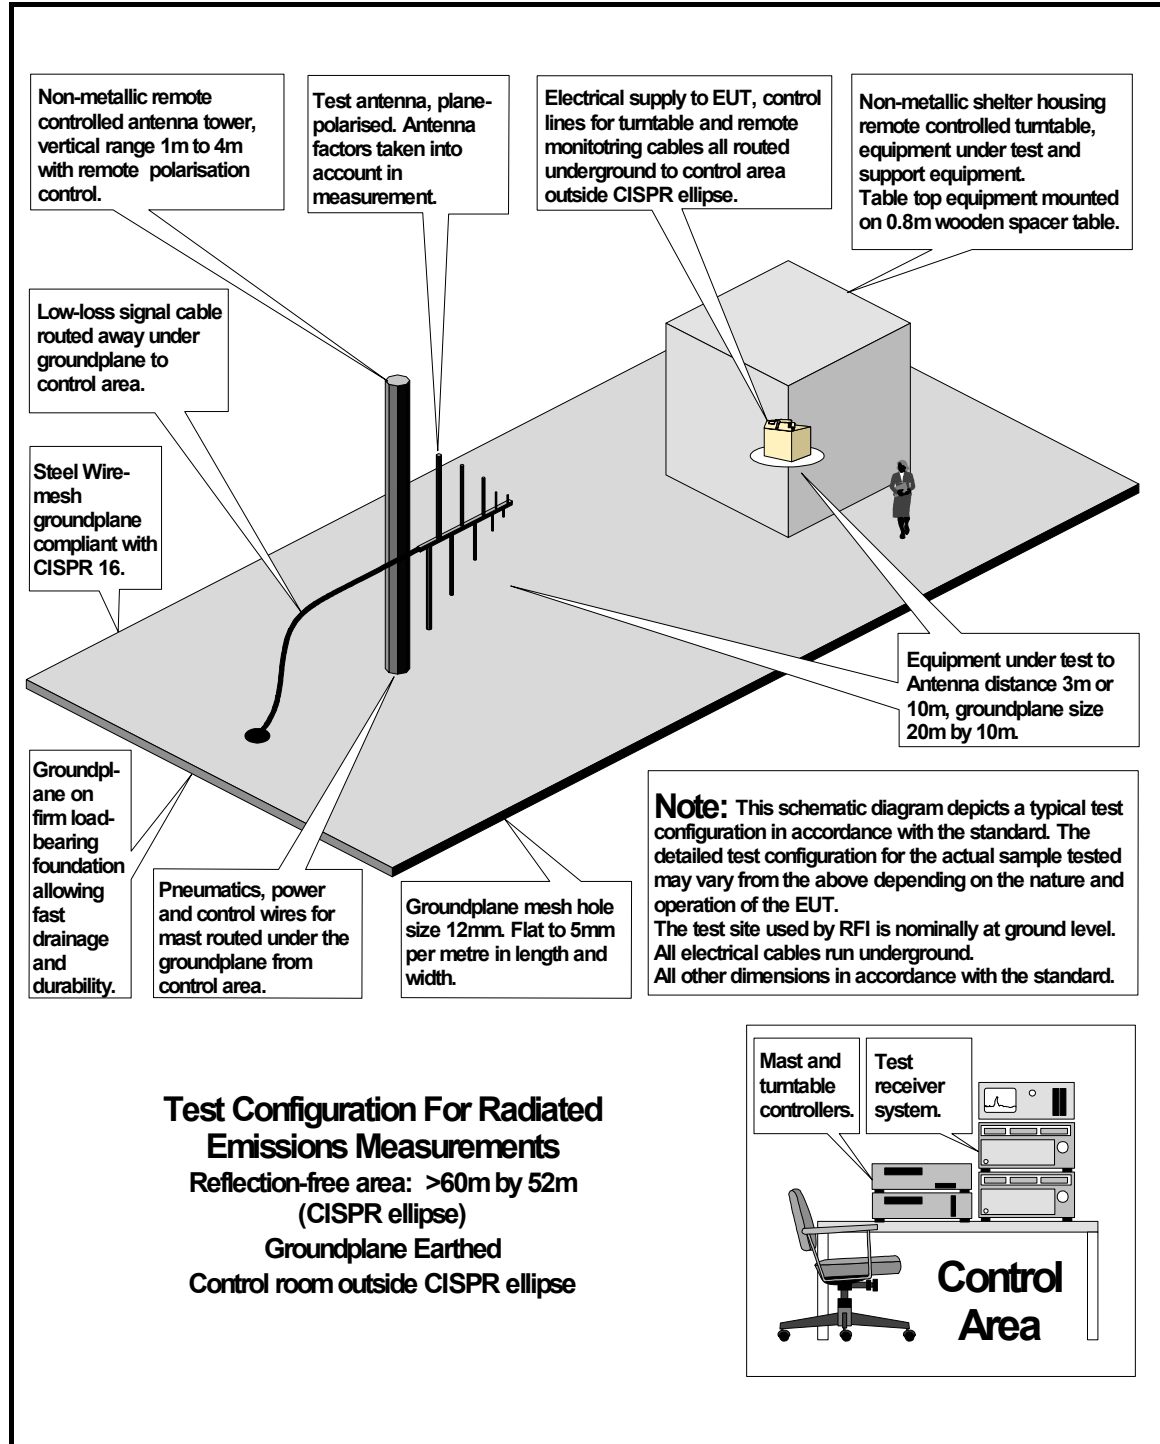 Non-metallic remote
controlled antenna tower,
vertical range 1m to 4m
with remote polarisation
control.
Test antenna, plane-
polarised. Antenna
factors taken into
account in
measurement.
Electrical supply to EUT, control
lines for turntable and remote
monitotring cables all routed
underground to control area
outside CISPR ellipse.
Non-metallic shelter housing
remote controlled turntable,
equipment under test and
support equipment.
Table top equipment mounted
on 0.8m wooden spacer table.
Low-loss signal cable
routed away under
groundplane to
control area.
Steel Wire-
mesh
groundplane
compliant with
CISPR 16.
Equipment under test to
Antenna distance 3m or
10m, groundplane size
20m by 10m.
Groundpl-
ane on
firm load-
bearing
foundation
allowing
fast
drainage
and
durability.
Pneumatics, power
and control wires for
mast routed under the
groundplane from
control area.
Groundplane mesh hole
size 12mm. Flat to 5mm
per metre in length and
width.
Note: This schematic diagram depicts a typical test
configuration in accordance with the standard. The
detailed test configuration for the actual sample tested
may vary from the above depending on the nature and
operation of the EUT.
The test site used by RFI is nominally at ground level.
All electrical cables run underground.
All other dimensions in accordance with the standard.
Test Configuration For Radiated
Emissions Measurements
Reflection-free area: >60m by 52m
(CISPR ellipse)
Groundplane Earthed
Control room outside CISPR ellipse
Mast and
turntable
controllers.
Test
receiver
system.
Control
Area